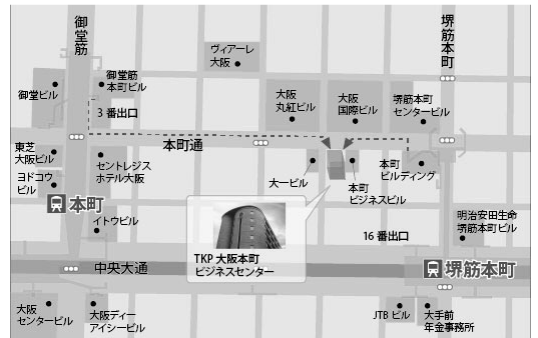 御堂筋
堺筋本町
ヴィアーレ
大阪
御堂ビル
御堂筋
本町ビル
大阪
丸紅ビル
大阪
国際ビル
堺筋本町
センタービル
3 番出口
本町通
東芝
大阪ビル
セントレジス
ホテル大阪
ヨドコウ
ビル
大一ビル
本町
ビジネスビル
本町
ビルディング
本町
イトウビル
TKP 大阪本町
ビジネスセンター
16 番出口
明治安田生命
堺筋本町ビル
中央大通
堺筋本町
大阪
センタービル
大阪ディー
アイシービル
JTB ビル
大手前
年金事務所